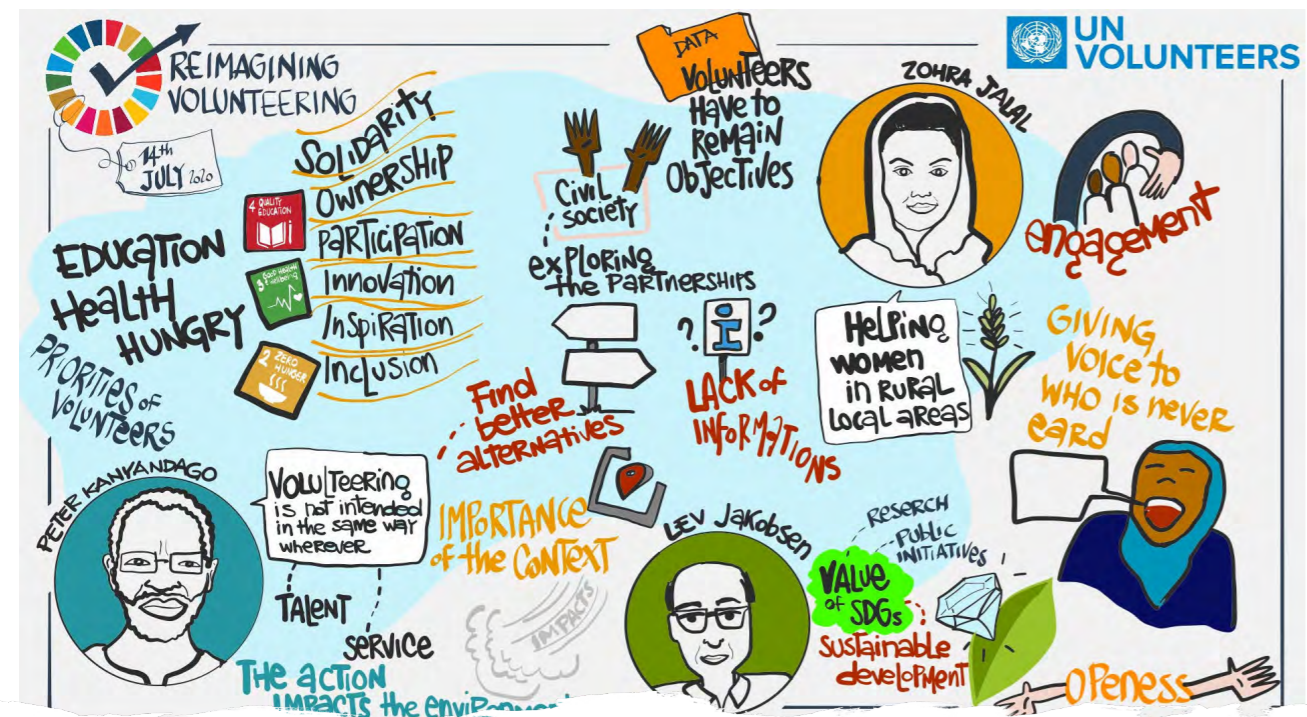 REIMAGINING
VOLUNTEERING
14th
JULY 2020
UN
VOLUNTEERS
DATA
VOLUNTEERS
HAVE TO
REMAIN
OBJECTIVES
SOLIDARITY
OWNERSHIP
PARTICIPATION
INNOVATION
INSPIRATION
INCLUSION
4 QUALITY
EDUCATION
3 GOOD HEALTH
2 ZERO
HUNGER
EDUCATION
HEALTH
HUNGRY
PRIORITIES OF
VOLUNTEERS
CIVIL
SOCIETY
EXPLORING
THE PARTNERSHIPS
? i ?
LACK OF
INFORMATIONS
FIND
BETTER
ALTERNATIVES
ZOHRA JALAL
HELPING
WOMEN
IN RURAL
LOCAL AREAS
ENGAGEMENT
GIVING
VOICE TO
WHO IS NEVER
EARD
PETER KANYANDAGO
VOLULTEERING
IS NOT INTENDED
IN THE SAME WAY
WHEREVER
TALENT
SERVICE
IMPORTANCE
OF THE CONTEXT
IMPACTS
THE ACTION
IMPACTS THE
LEV JAKOBSEN
RESERCH
PUBLIC
INITIATIVES
VALUE
OF SDGs
SUSTAINABLE
DEVELOPMENT
OPENESS